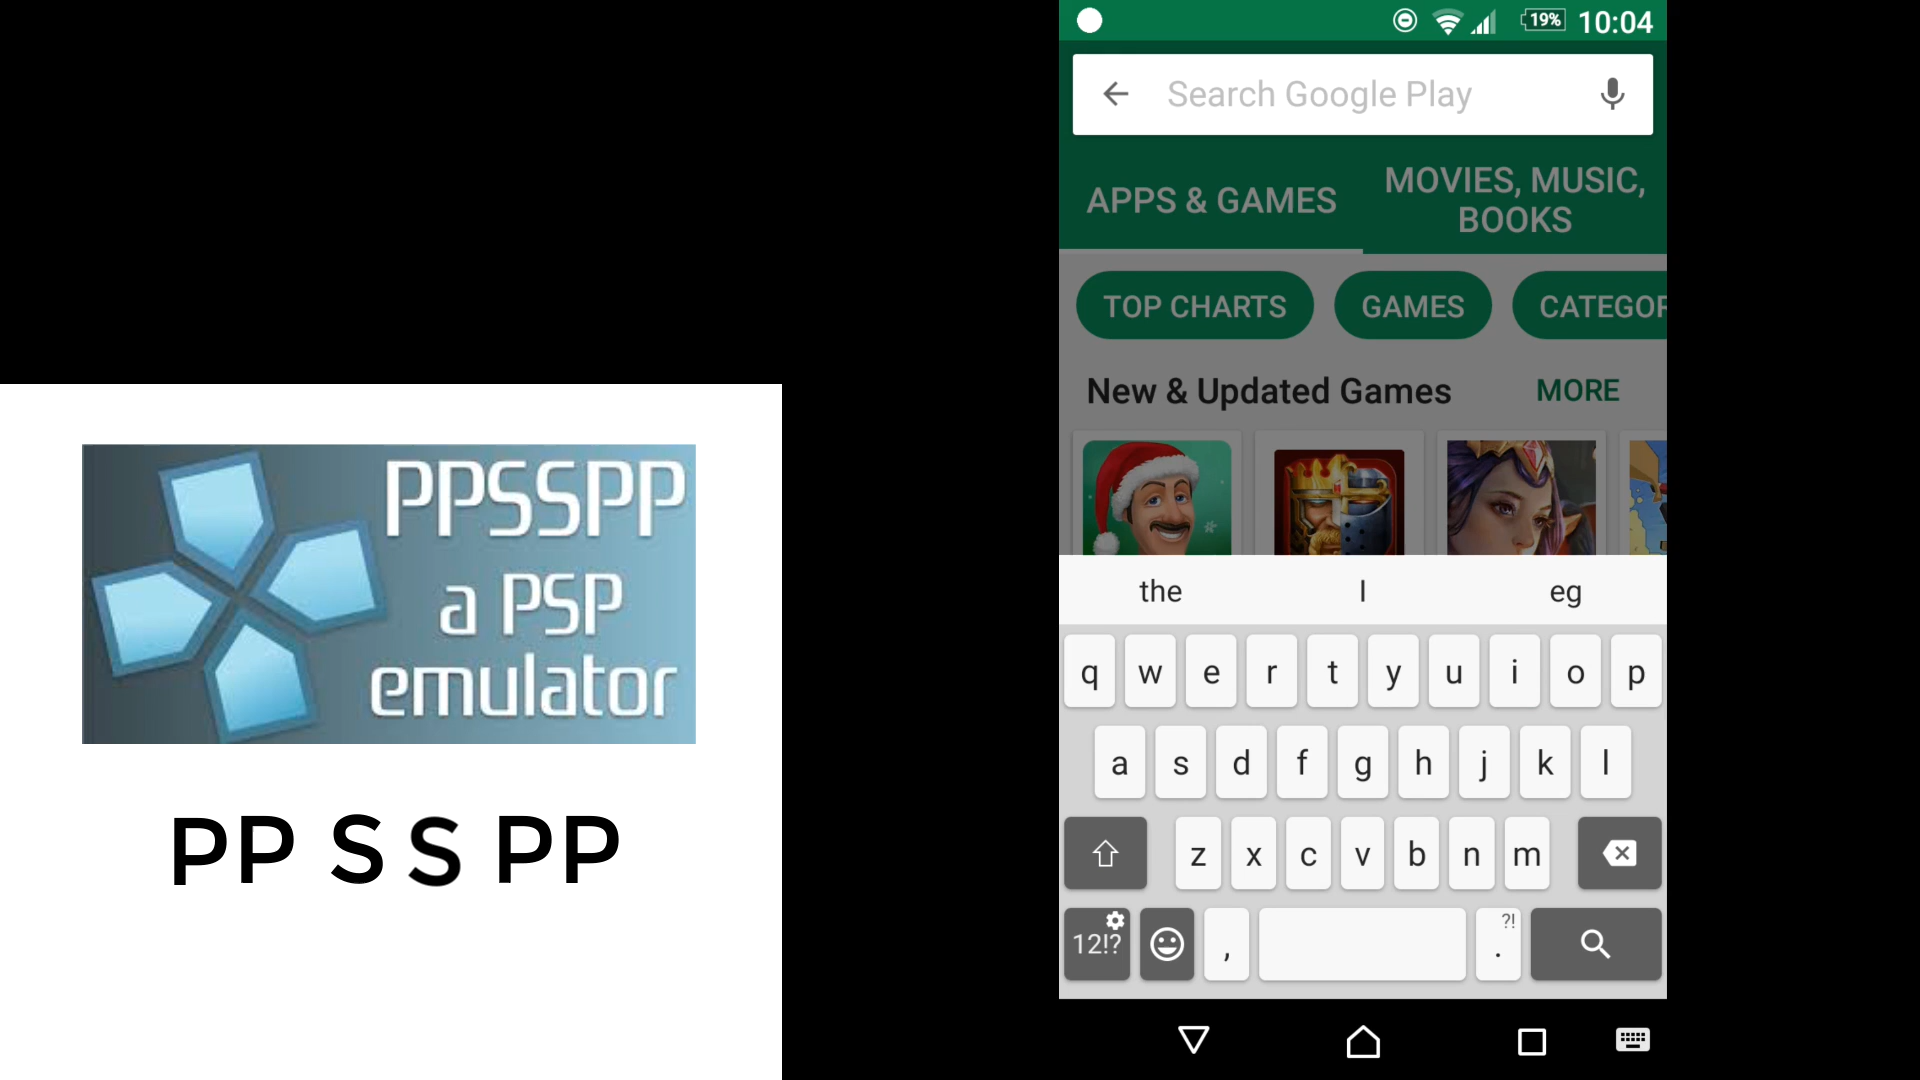 PPSSPP
a PSP
emulator
PP S S PP
19% 10:04
Search Google Play
APPS & GAMES
MOVIES, MUSIC,
BOOKS
TOP CHARTS
GAMES
CATEGOR
New & Updated Games
MORE
the I eg
q w e r t y u i o p
a s d f g h j k l
z x c v b n m
?!
12!? , .